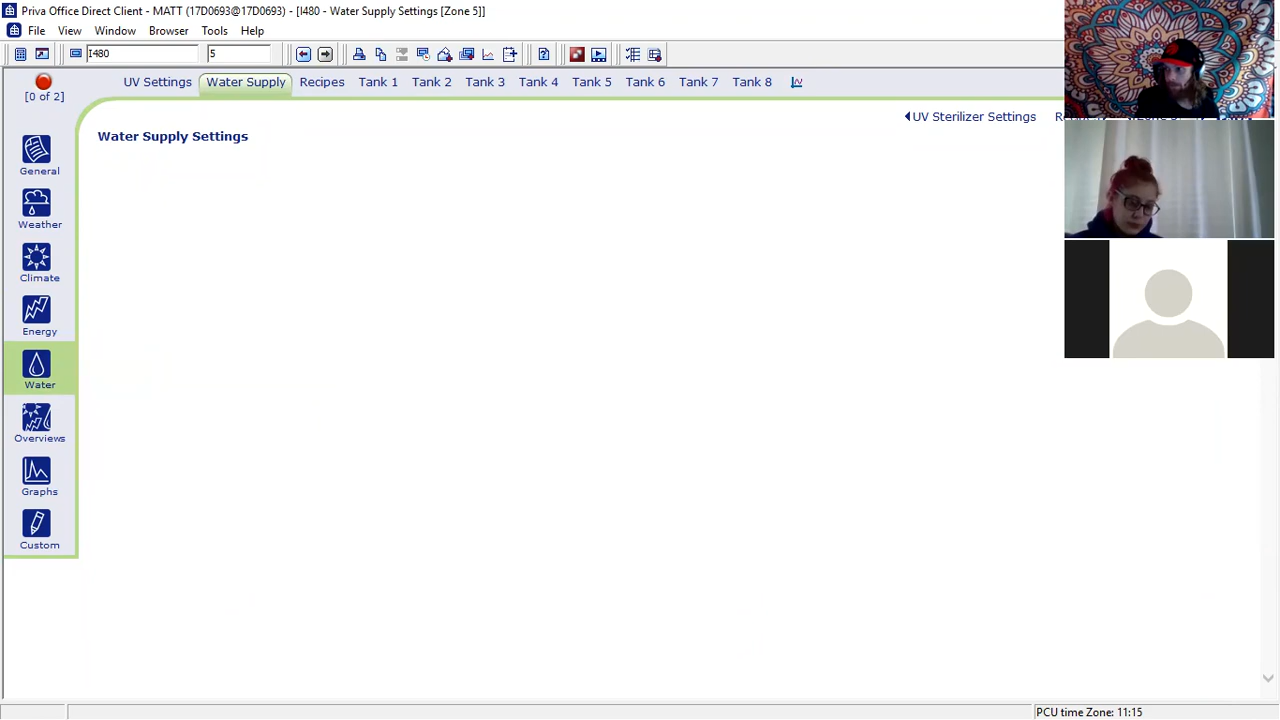 Priva Office Direct Client - MATT (17D0693@17D0693) - [I480 - Water Supply Settings [Zone 5]]
File View Window Browser Tools Help
I480 5
[0 of 2]
UV Settings Water Supply Recipes Tank 1 Tank 2 Tank 3 Tank 4 Tank 5 Tank 6 Tank 7 Tank 8
UV Sterilizer Settings
Water Supply Settings
General
Weather
Climate
Energy
Water
Overviews
Graphs
Custom
PCU time Zone: 11:15